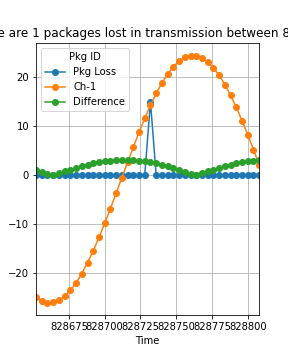 e are 1 packages lost in transmission between 8
Pkg ID
Pkg Loss
Ch-1
Difference
20
10
0
−10
−20
828675 828700 828725 828750 828775 828800
Time